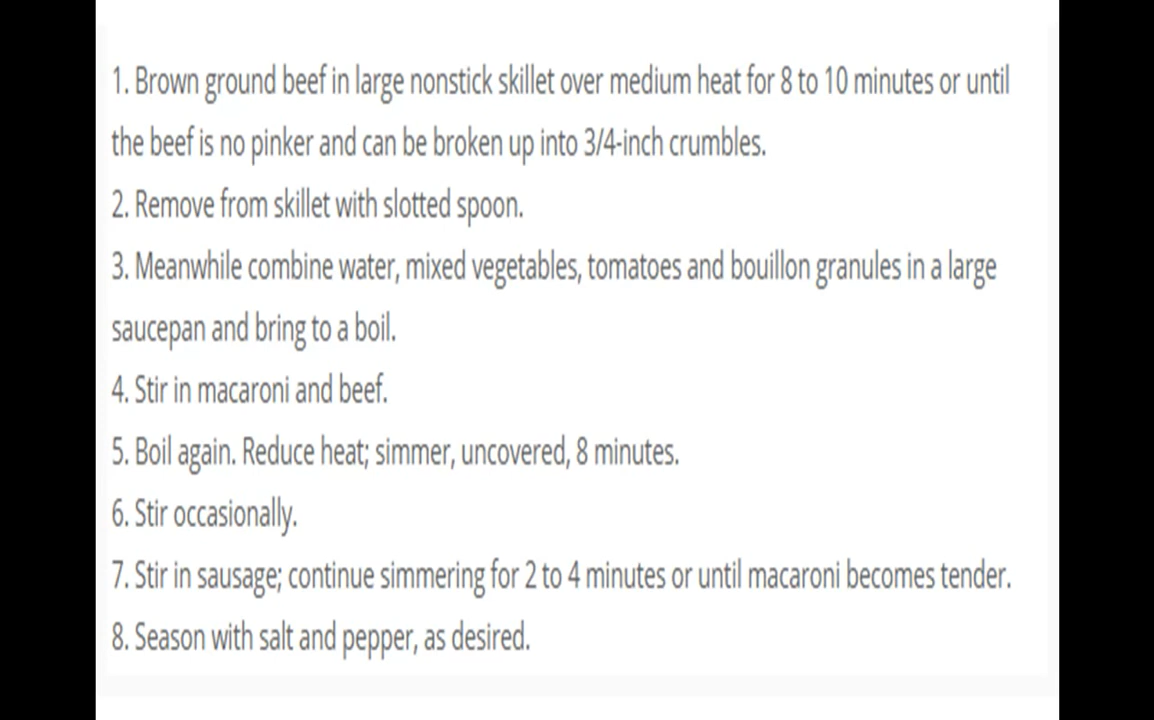 1. Brown ground beef in large nonstick skillet over medium heat for 8 to 10 minutes or until
the beef is no pinker and can be broken up into 3/4-inch crumbles.
2. Remove from skillet with slotted spoon.
3. Meanwhile combine water, mixed vegetables, tomatoes and bouillon granules in a large
saucepan and bring to a boil.
4. Stir in macaroni and beef.
5. Boil again. Reduce heat; simmer, uncovered, 8 minutes.
6. Stir occasionally.
7. Stir in sausage; continue simmering for 2 to 4 minutes or until macaroni becomes tender.
8. Season with salt and pepper, as desired.